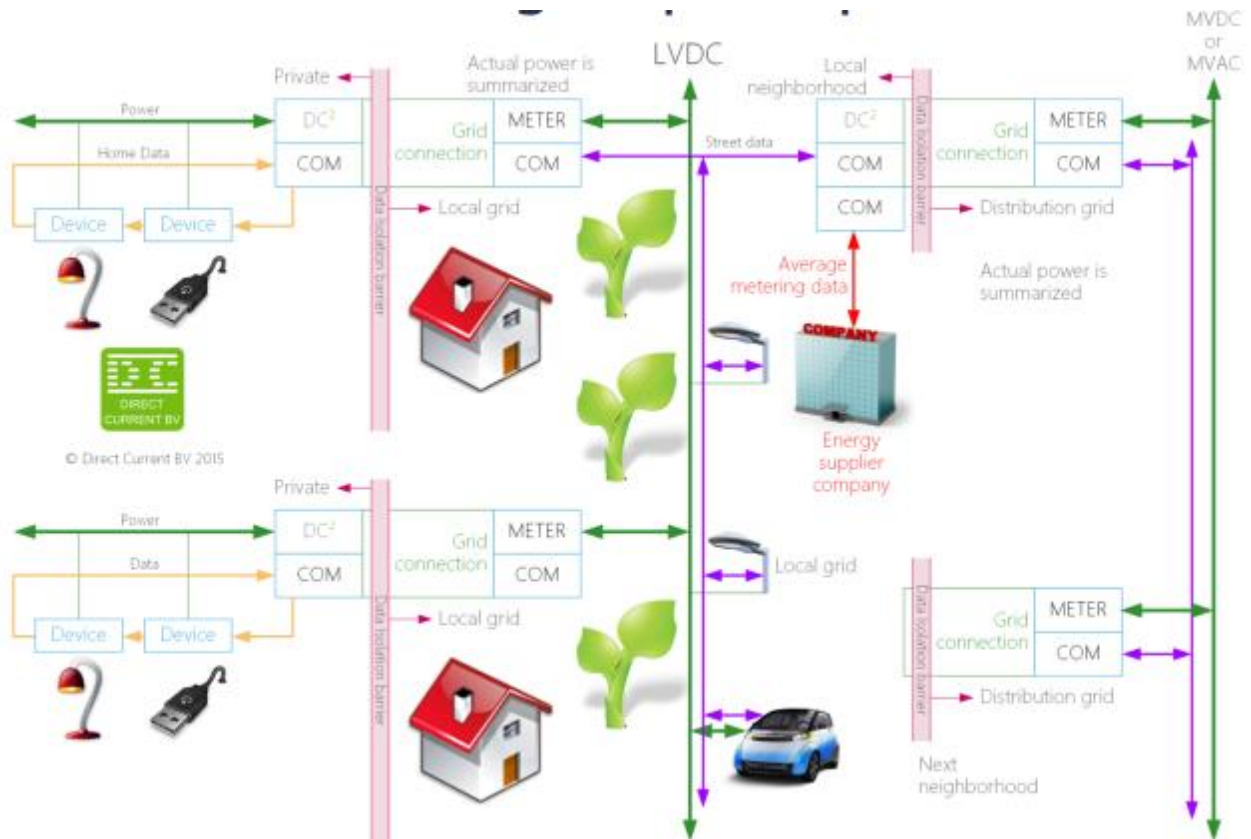 LVDC
MVDC
or
MVAC
Private
Actual power is
summarized
Local
neighborhood
Power
DC²
Grid
connection
METER
COM
Home Data
COM
Street data
DC²
COM
COM
Grid
connection
METER
COM
Data isolation barrier
Data isolation barrier
Device
Device
Local grid
Distribution grid
Average
metering data
Actual power is
summarized
COMPANY
DC
DIRECT
CURRENT BV
© Direct Current BV 2015
Energy
supplier
company
Private
Power
DC²
Grid
connection
METER
COM
Data
COM
Data isolation barrier
Device
Device
Local grid
Local grid
Grid
connection
METER
COM
Data isolation barrier
Distribution grid
Next
neighborhood